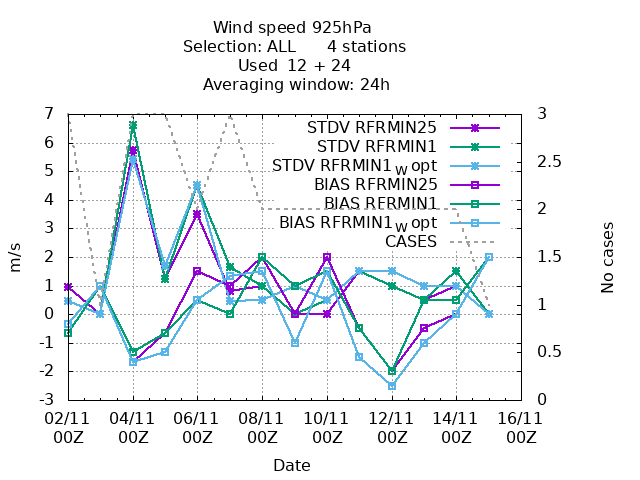 Wind speed 925hPa
Selection: ALL 4 stations
Used 12 + 24
Averaging window: 24h
STDV RFRMIN25
STDV RFRMIN1
STDV RFRMIN1w opt
BIAS RFRMIN25
BIAS RFRMIN1
BIAS RFRMIN1w opt
CASES
m/s
7
6
5
4
3
2
1
0
-1
-2
-3
No cases
3
2.5
2
1.5
1
0.5
0
02/11 04/11 06/11 08/11 10/11 12/11 14/11 16/11
00Z 00Z 00Z 00Z 00Z 00Z 00Z 00Z
Date